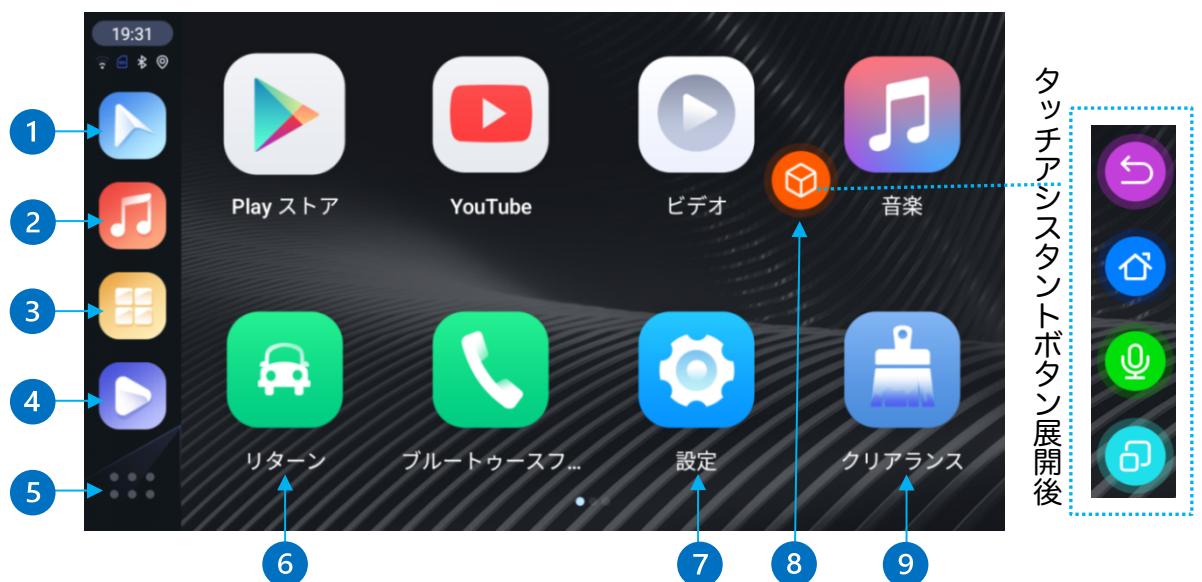 19:31
Play ストア
YouTube
ビデオ
音楽
リターン
ブルートゥースフ...
設定
クリアランス
1
2
3
4
5
6
7
8
9
タッチアシスタントボタン展開後